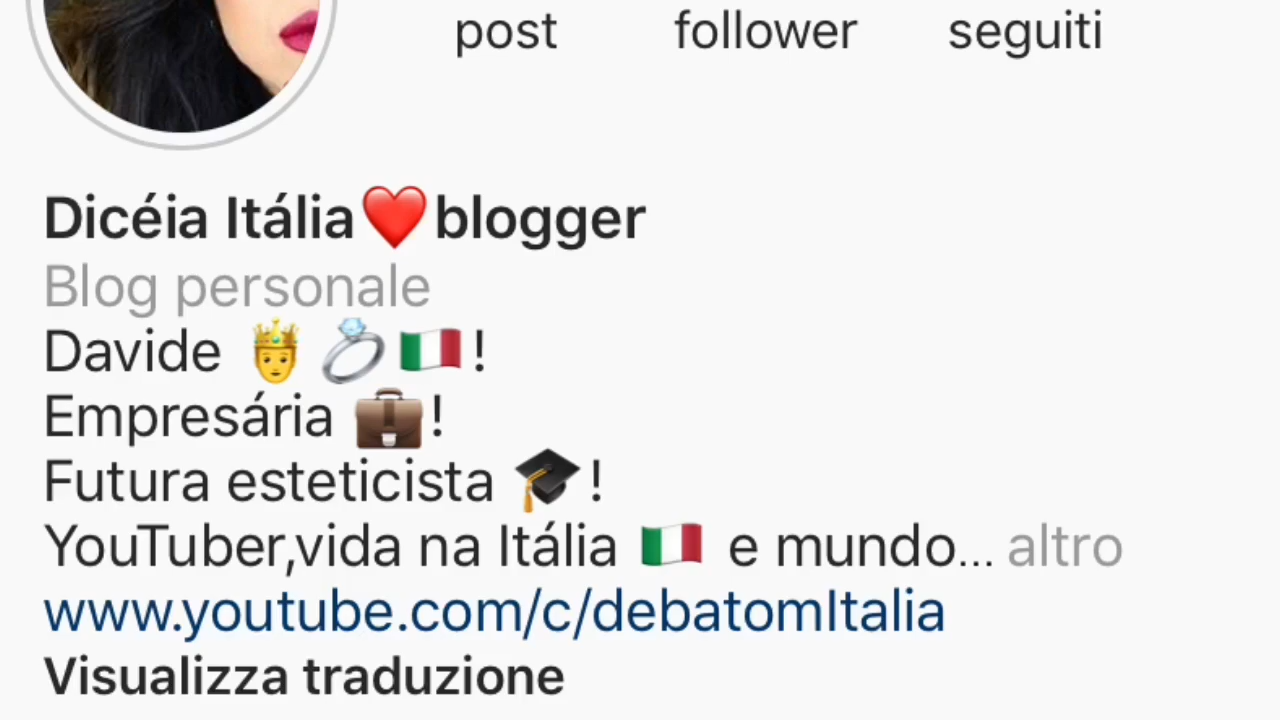 post follower seguiti
Dicéia Itália❤️blogger
Blog personale
Davide 🤴💍🇮🇹!
Empresária 💼!
Futura esteticista 🎓!
YouTuber,vida na Itália 🇮🇹 e mundo... altro
www.youtube.com/c/debatomItalia
Visualizza traduzione